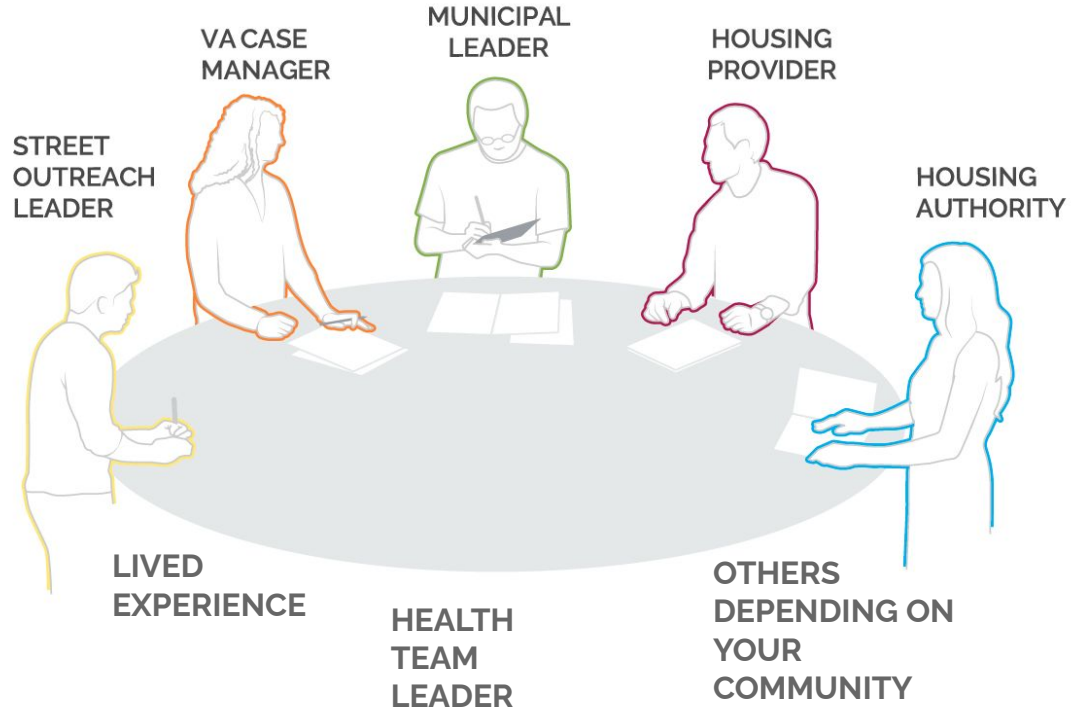 MUNICIPAL
LEADER
VA CASE
MANAGER
HOUSING
PROVIDER
STREET
OUTREACH
LEADER
HOUSING
AUTHORITY
LIVED
EXPERIENCE
HEALTH
TEAM
LEADER
OTHERS
DEPENDING ON
YOUR
COMMUNITY